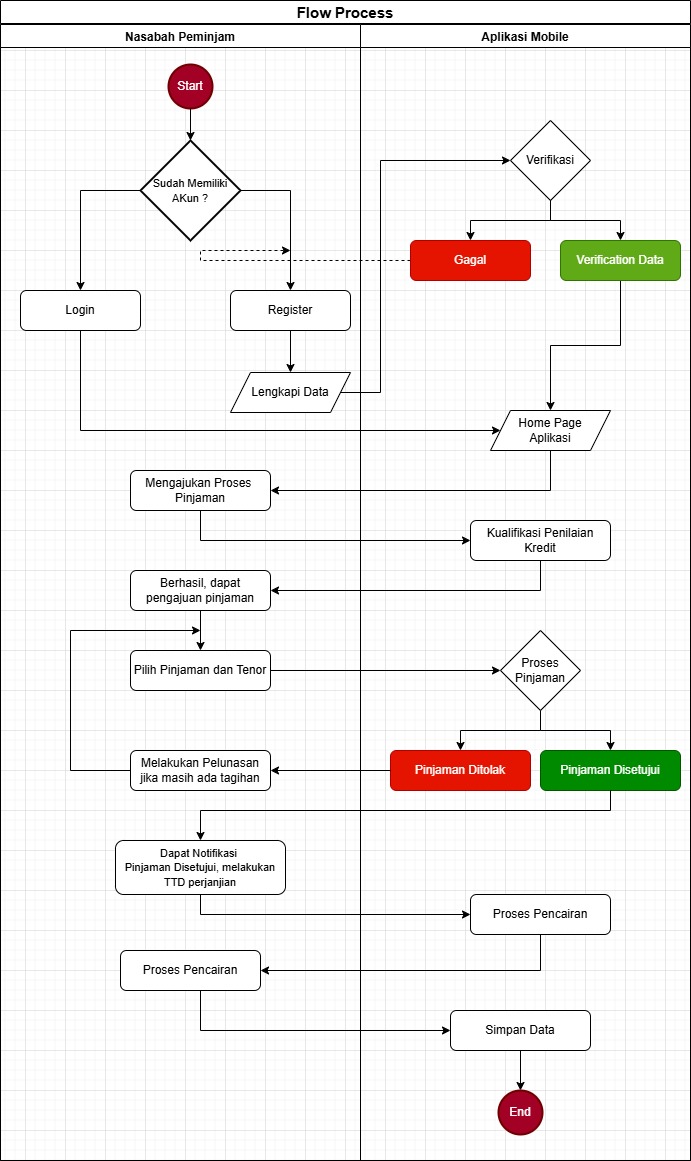 Flow Process
Nasabah Peminjam
Aplikasi Mobile
Start
Verifikasi
Sudah Memiliki
AKun ?
Gagal
Verification Data
Login
Register
Lengkapi Data
Home Page
Aplikasi
Mengajukan Proses
Pinjaman
Kualifikasi Penilaian
Kredit
Berhasil, dapat
pengajuan pinjaman
Pilih Pinjaman dan Tenor
Proses
Pinjaman
Melakukan Pelunasan
jika masih ada tagihan
Pinjaman Ditolak
Pinjaman Disetujui
Dapat Notifikasi
Pinjaman Disetujui, melakukan
TTD perjanjian
Proses Pencairan
Proses Pencairan
Simpan Data
End